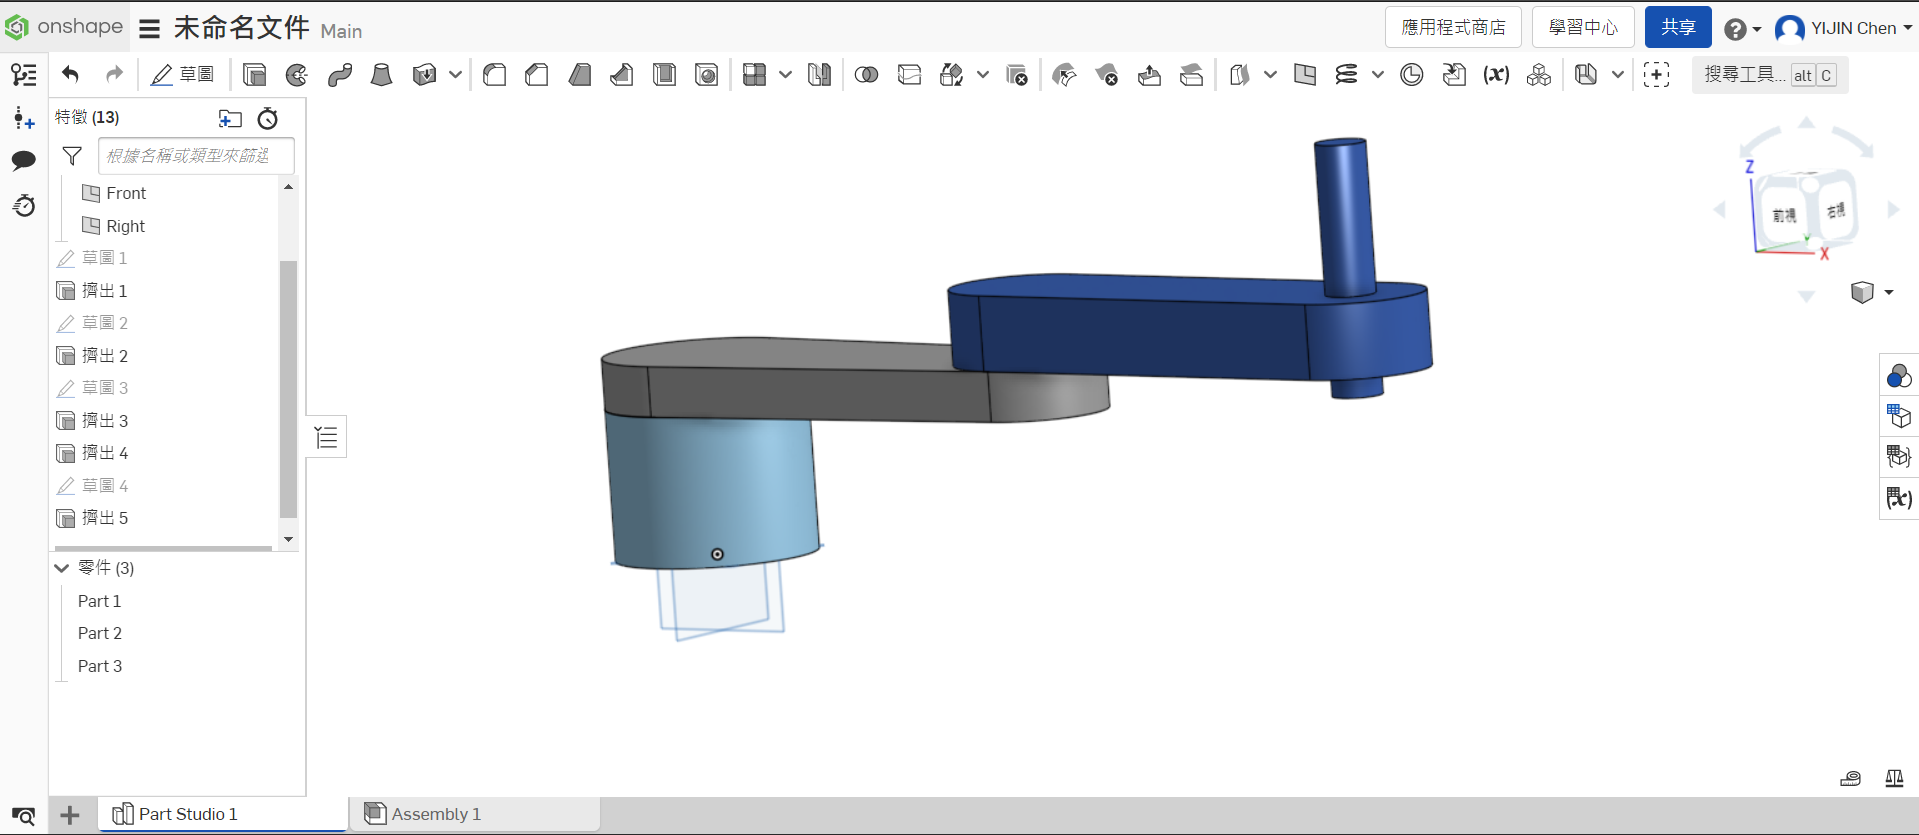 onshape 未命名文件 Main 應用程式商店 學習中心 共享 YIJIN Chen
草圖 (x) 搜尋工具... alt C
特徵 (13)
根據名稱或類型來篩選
Front
Right
草圖 1
擠出 1
草圖 2
擠出 2
草圖 3
擠出 3
擠出 4
草圖 4
擠出 5
零件 (3)
Part 1
Part 2
Part 3
Z
前視
右視
Y
X
Part Studio 1
Assembly 1